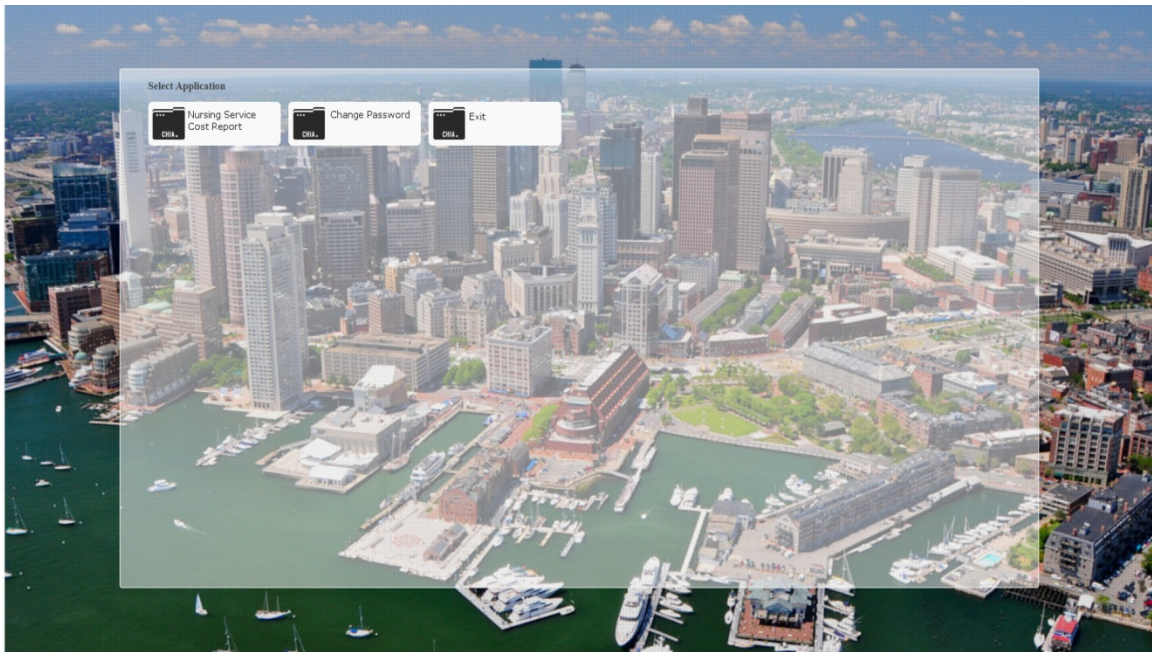 Select Application
Nursing Service
Cost Report
Change Password
Exit
CHIA.
CHIA.
CHIA.